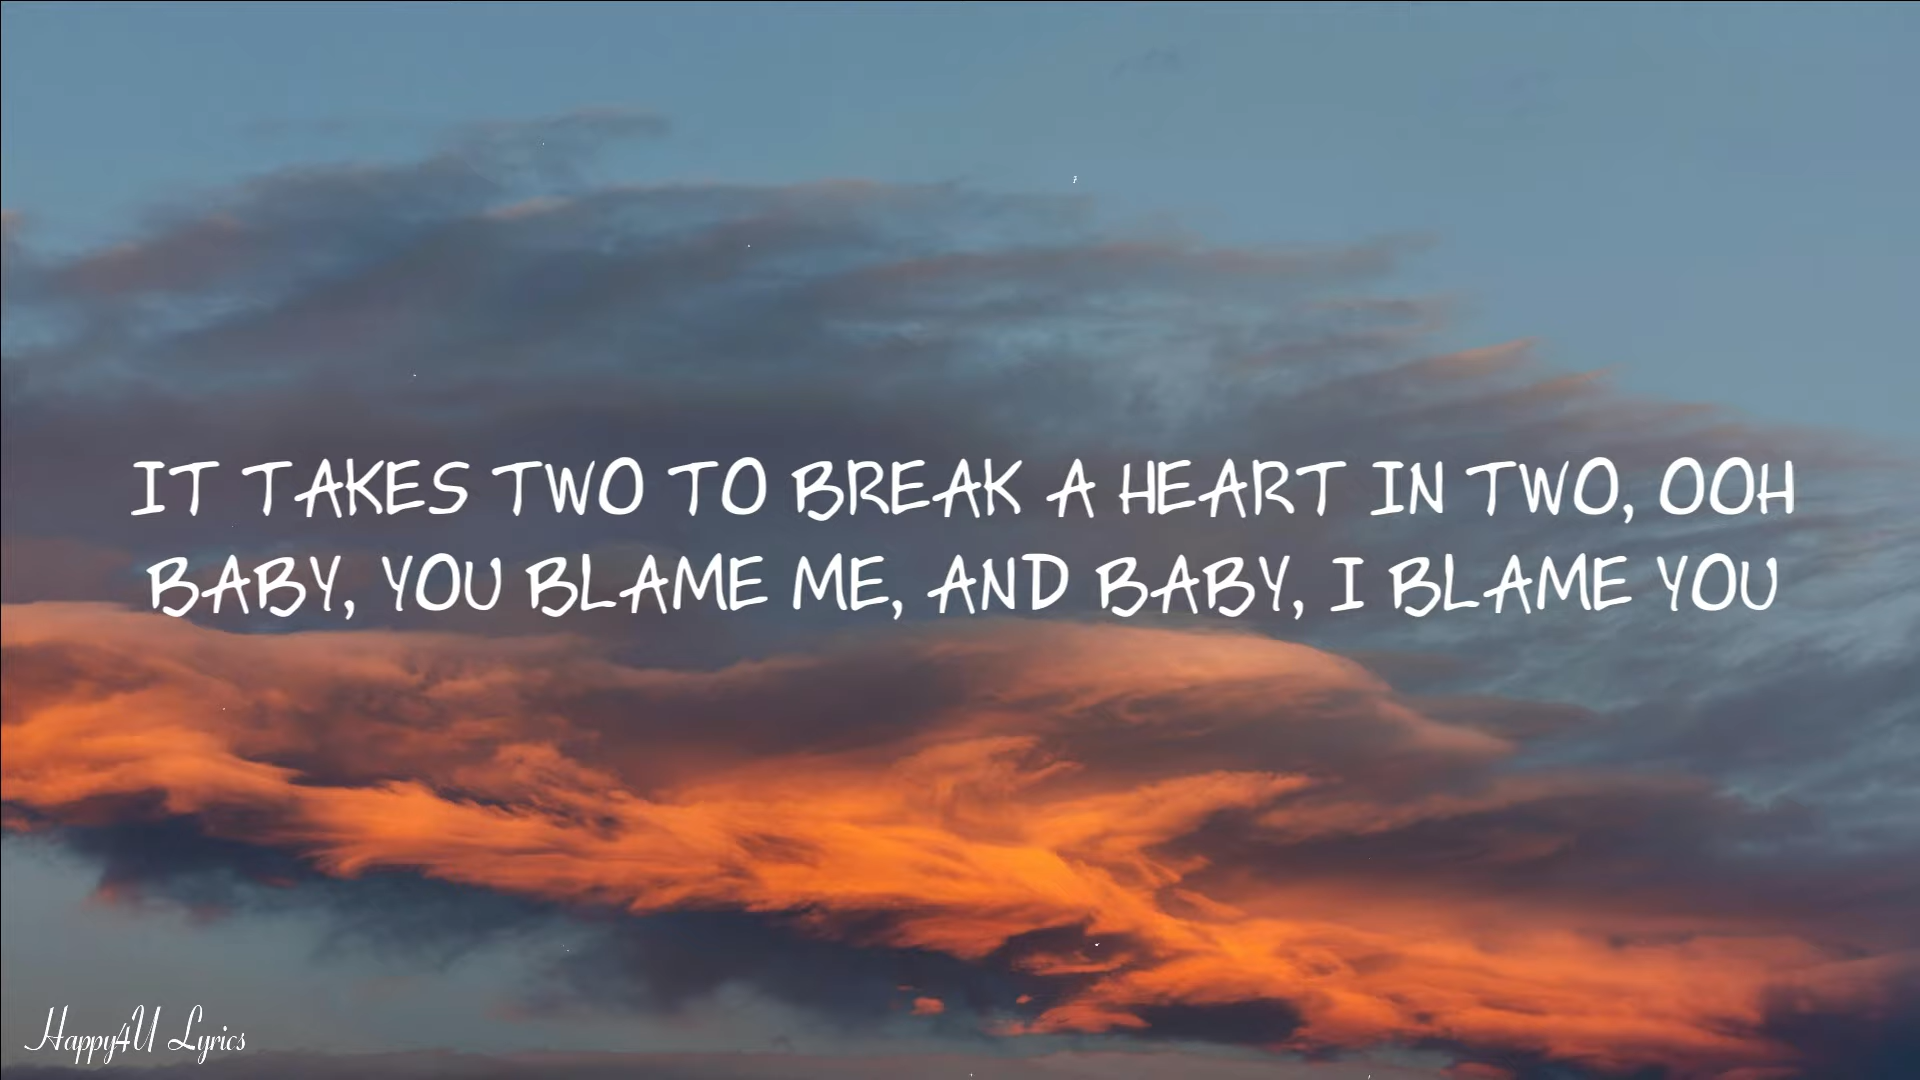 IT TAKES TWO TO BREAK A HEART IN TWO, OOH
BABY, YOU BLAME ME, AND BABY, I BLAME YOU
Happy4U Lyrics